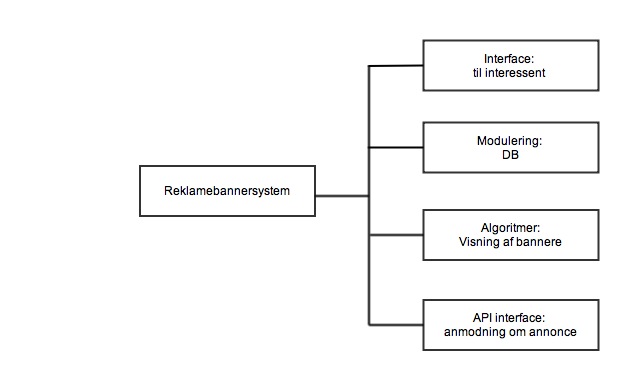 Interface:
til interessent
Modulering:
DB
Reklamebannersystem
Algoritmer:
Visning af bannere
API interface:
anmodning om annonce